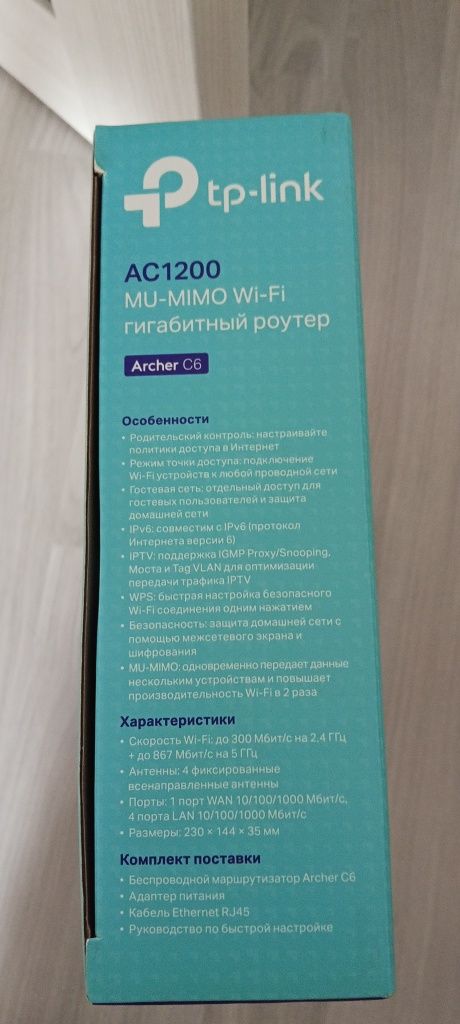 tp-link
AC1200
MU-MIMO Wi-Fi
гигабитный роутер
Archer C6
Особенности
• Родительский контроль: настраивайте
политики доступа в Интернет
• Режим точки доступа: подключение
Wi-Fi устройств к любой проводной сети
• Гостевая сеть: отдельный доступ для
гостевых пользователей и защита
домашней сети
• IPv6: совместим с IPv6 (протокол
Интернета версии 6)
• IPTV: поддержка IGMP Proxy/Snooping,
Моста и Tag VLAN для оптимизации
передачи трафика IPTV
• WPS: быстрая настройка безопасного
Wi-Fi соединения одним нажатием
• Безопасность: защита домашней сети с
помощью межсетевого экрана и
шифрования
• MU-MIMO: одновременно передает данные
нескольким устройствам и повышает
производительность Wi-Fi в 2 раза
Характеристики
• Скорость Wi-Fi: до 300 Мбит/с на 2.4 ГГц
+ до 867 Мбит/с на 5 ГГц
• Антенны: 4 фиксированные
всенаправленные антенны
• Порты: 1 порт WAN 10/100/1000 Мбит/с,
4 порта LAN 10/100/1000 Мбит/с
• Размеры: 230 × 144 × 35 мм
Комплект поставки
• Беспроводной маршрутизатор Archer C6
• Адаптер питания
• Кабель Ethernet RJ45
• Руководство по быстрой настройке